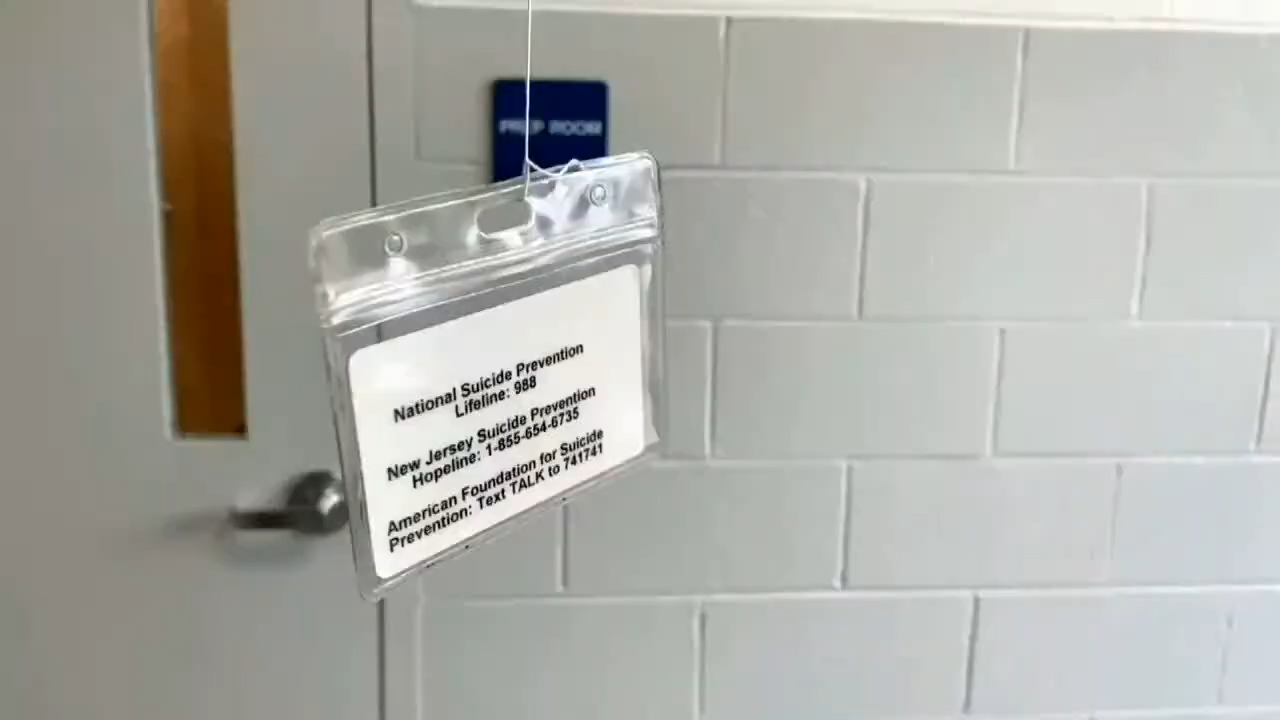 PREP ROOM
National Suicide Prevention
Lifeline: 988
New Jersey Suicide Prevention
Hopeline: 1-855-654-6735
American Foundation for Suicide
Prevention: Text TALK to 741741